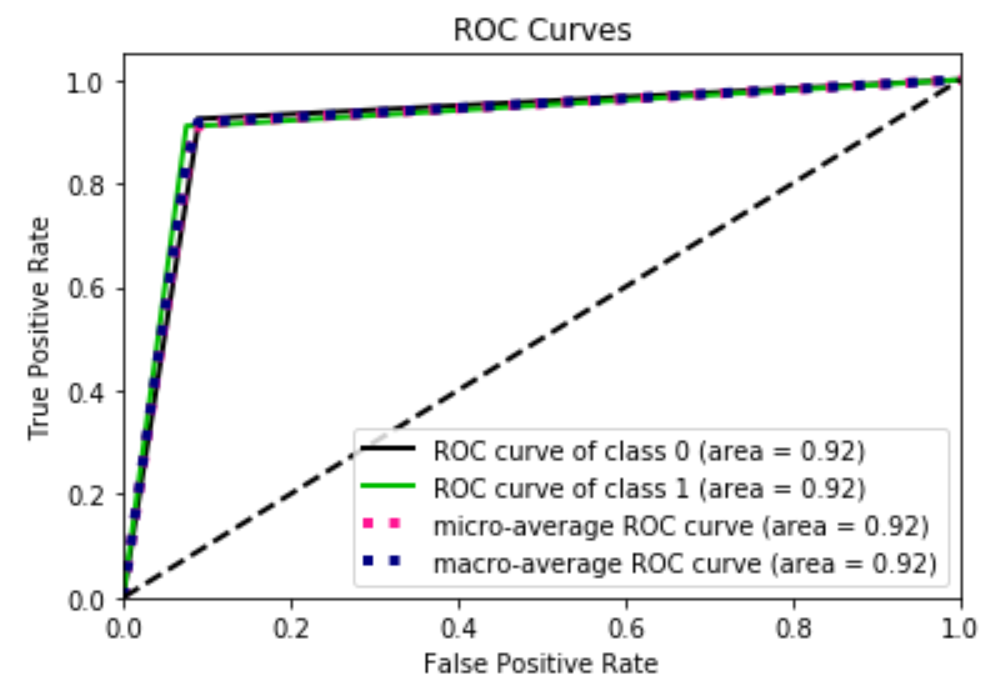 ROC Curves
True Positive Rate
1.0
0.8
0.6
0.4
0.2
0.0
ROC curve of class 0 (area = 0.92)
ROC curve of class 1 (area = 0.92)
micro-average ROC curve (area = 0.92)
macro-average ROC curve (area = 0.92)
0.0 0.2 0.4 0.6 0.8 1.0
False Positive Rate